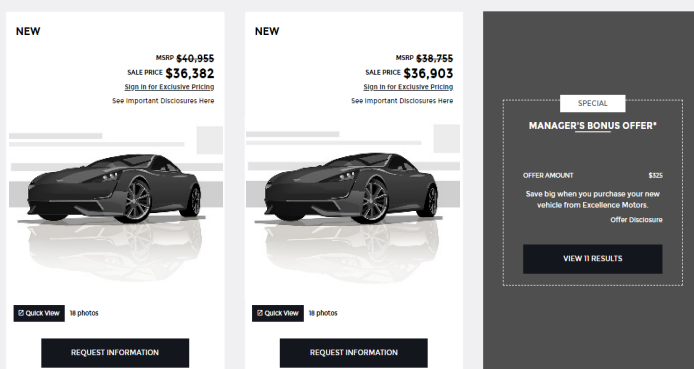 NEW
MSRP $40,955
SALE PRICE $36,382
Sign In for Exclusive Pricing
See Important Disclosures Here
Quick View 18 photos
REQUEST INFORMATION
NEW
MSRP $38,755
SALE PRICE $36,903
Sign In for Exclusive Pricing
See Important Disclosures Here
Quick View 18 photos
REQUEST INFORMATION
SPECIAL
MANAGER'S BONUS OFFER*
OFFER AMOUNT $325
Save big when you purchase your new
vehicle from Excellence Motors.
Offer Disclosure
VIEW 11 RESULTS